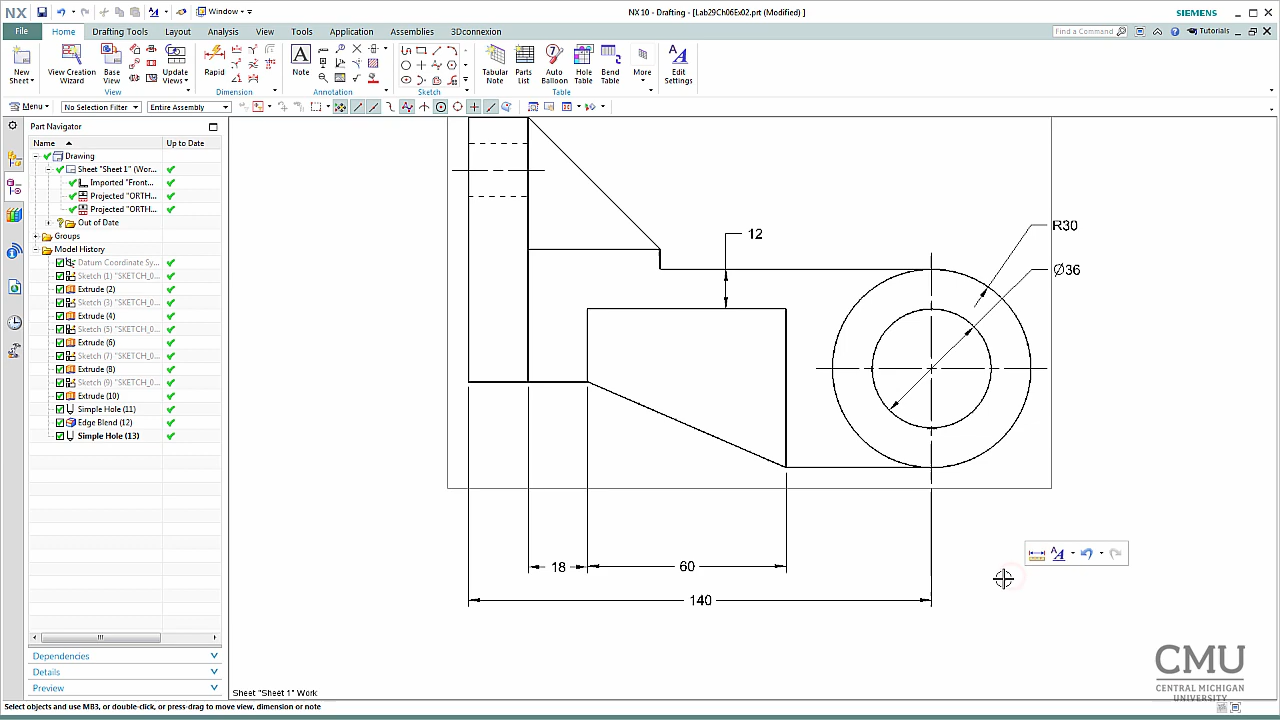 NX
Window
NX 10 - Drafting - [Lab29Ch06Ex02.prt (Modified) ]
SIEMENS
File
Home
Drafting Tools
Layout
Analysis
View
Tools
Application
Assemblies
3Dconnexion
Find a Command
Tutorials
New Sheet
View Creation Wizard
Base View
Update Views
Rapid
Note
Tabular Note
Parts List
Auto Balloon
Hole Table
Bend Table
More
Edit Settings
View
Dimension
Annotation
Sketch
Table
Menu
No Selection Filter
Entire Assembly
Part Navigator
Name
Up to Date
Drawing
Sheet "Sheet 1" (Wor...
Imported "Front...
Projected "ORTH...
Projected "ORTH...
Out of Date
Groups
Model History
Datum Coordinate Sy...
Sketch (1) "SKETCH_0...
Extrude (2)
Sketch (3) "SKETCH_0...
Extrude (4)
Sketch (5) "SKETCH_0...
Extrude (6)
Sketch (7) "SKETCH_0...
Extrude (8)
Sketch (9) "SKETCH_0...
Extrude (10)
Simple Hole (11)
Edge Blend (12)
Simple Hole (13)
Dependencies
Details
Preview
12
R30
Ø36
18
60
140
Sheet "Sheet 1" Work
CMU
CENTRAL MICHIGAN
UNIVERSITY
Select objects and use MB3, or double-click, or press-drag to move view, dimension or note